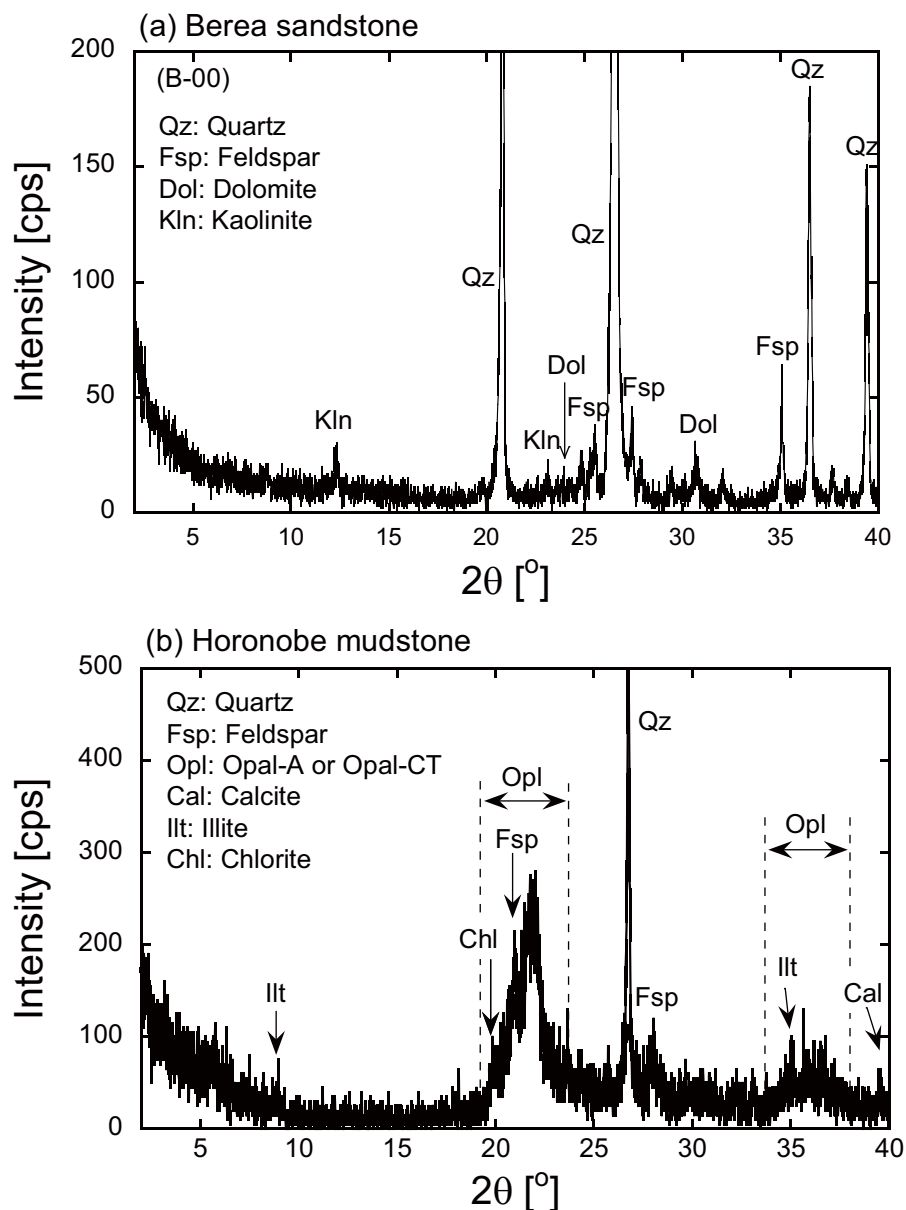 (a) Berea sandstone
200
150
100
50
0
Intensity [cps]
(B-00)
Qz: Quartz
Fsp: Feldspar
Dol: Dolomite
Kln: Kaolinite
Kln
Qz
Kln
Dol
Fsp
Qz
Fsp
Dol
Fsp
Qz
Qz
5 10 15 20 25 30 35 40
2θ [°]
(b) Horonobe mudstone
500
400
300
200
100
0
Intensity [cps]
Qz: Quartz
Fsp: Feldspar
Opl: Opal-A or Opal-CT
Cal: Calcite
Ilt: Illite
Chl: Chlorite
Ilt
Chl
Fsp
Opl
Qz
Fsp
Opl
Ilt
Cal
5 10 15 20 25 30 35 40
2θ [°]